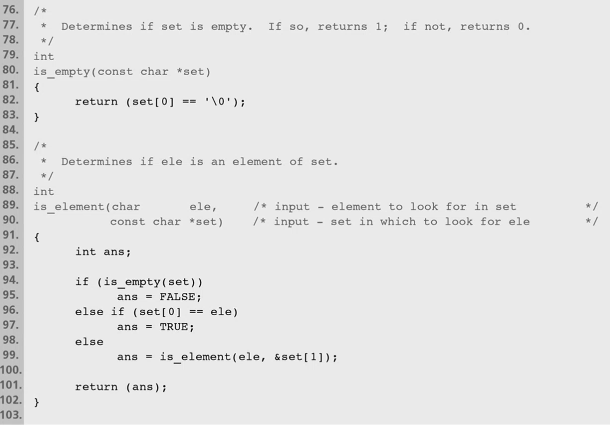 76. /*
77. * Determines if set is empty. If so, returns 1; if not, returns 0.
78. */
79. int
80. is_empty(const char *set)
81. {
82. return (set[0] == '\0');
83. }
84.
85. /*
86. * Determines if ele is an element of set.
87. */
88. int
89. is_element(char ele, /* input - element to look for in set */
90. const char *set) /* input - set in which to look for ele */
91. {
92. int ans;
93.
94. if (is_empty(set))
95. ans = FALSE;
96. else if (set[0] == ele)
97. ans = TRUE;
98. else
99. ans = is_element(ele, &set[1]);
100.
101. return (ans);
102. }
103.